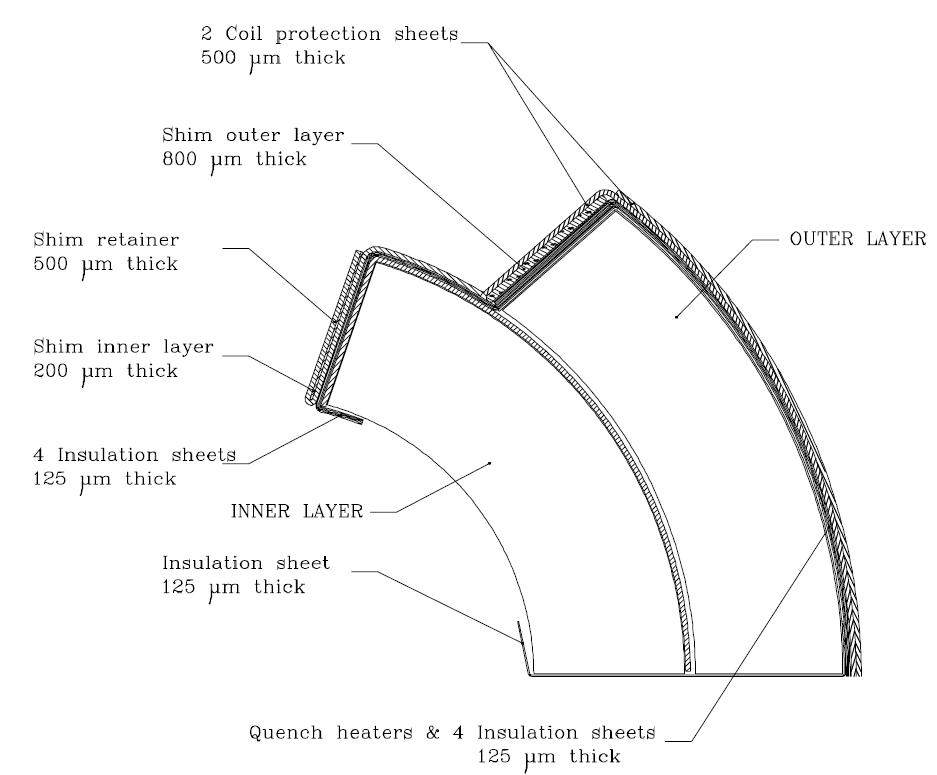 2 Coil protection sheets
500 µm thick
Shim outer layer
800 µm thick
Shim retainer
500 µm thick
OUTER LAYER
Shim inner layer
200 µm thick
4 Insulation sheets
125 µm thick
INNER LAYER
Insulation sheet
125 µm thick
Quench heaters & 4 Insulation sheets
125 µm thick